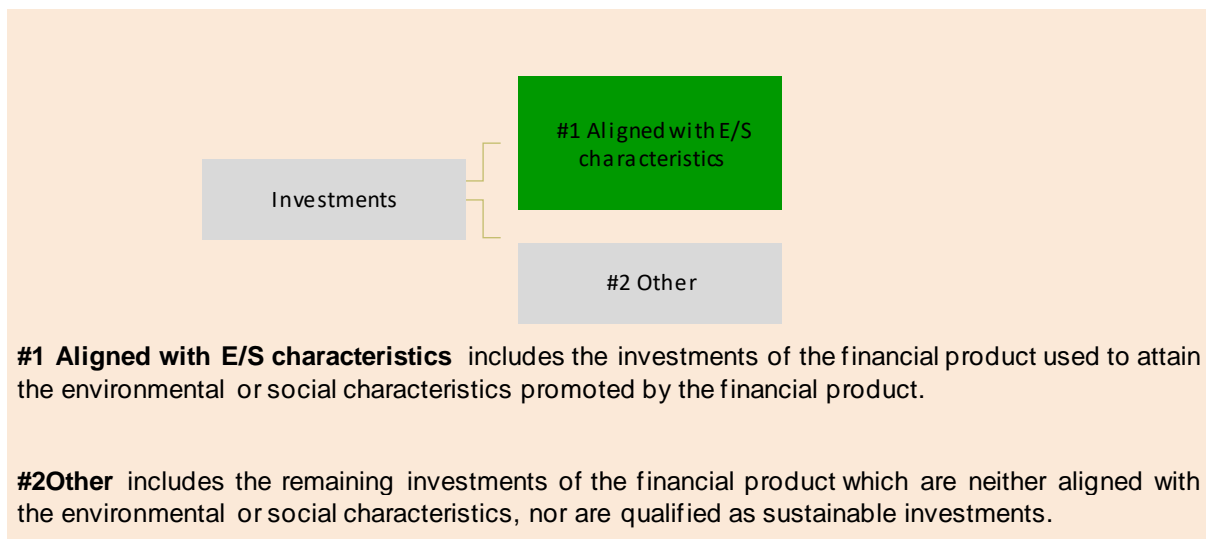 #1 Aligned with E/S
characteristics
Investments
#2 Other
#1 Aligned with E/S characteristics includes the investments of the financial product used to attain
the environmental or social characteristics promoted by the financial product.
#2Other includes the remaining investments of the financial product which are neither aligned with
the environmental or social characteristics, nor are qualified as sustainable investments.